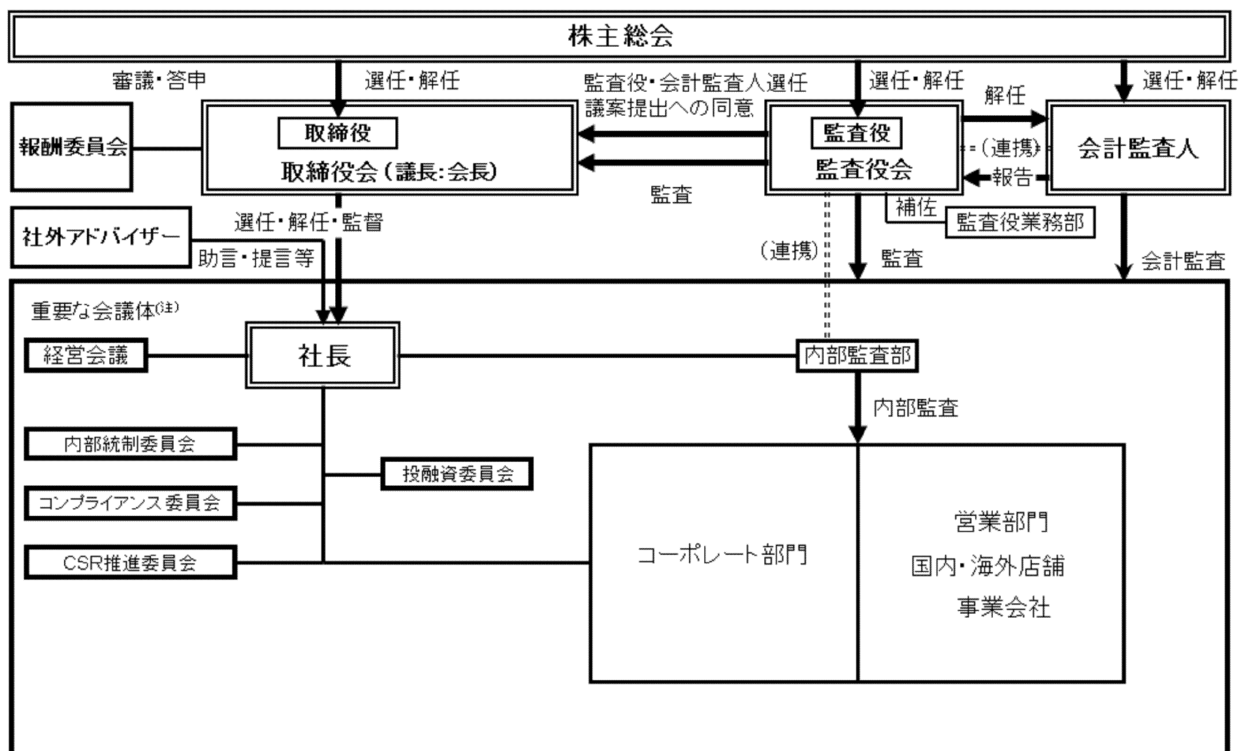 株主総会
審議・答申
選任・解任
監査役・会計監査人選任
議案提出への同意
選任・解任
解任
選任・解任
報酬委員会
取締役
取締役会(議長:会長)
監査役
監査役会
(連携)
報告
会計監査人
監査
社外アドバイザー
選任・解任・監督
助言・提言等
補佐
監査役業務部
(連携)
監査
会計監査
重要な会議体(注)
経営会議
社長
内部監査部
内部監査
内部統制委員会
投融資委員会
コンプライアンス委員会
CSR推進委員会
コーポレート部門
営業部門
国内・海外店舗
事業会社